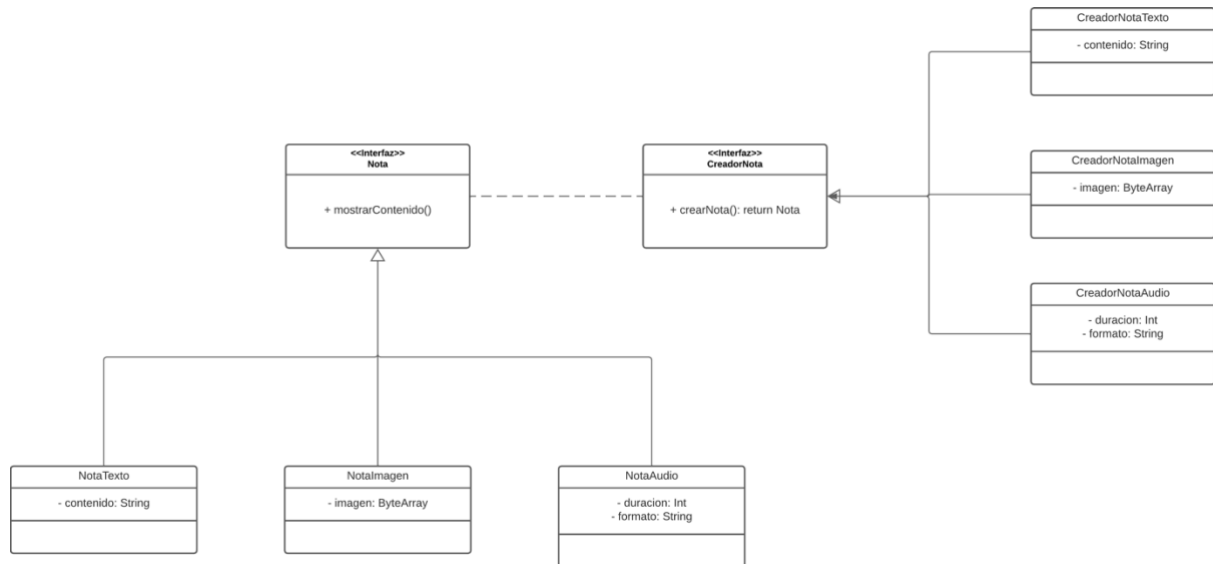 CreadorNotaTexto
- contenido: String
<<Interfaz>>
Nota
+ mostrarContenido()
<<Interfaz>>
CreadorNota
+ crearNota(): return Nota
CreadorNotaImagen
- imagen: ByteArray
CreadorNotaAudio
- duracion: Int
- formato: String
NotaTexto
- contenido: String
NotaImagen
- imagen: ByteArray
NotaAudio
- duracion: Int
- formato: String